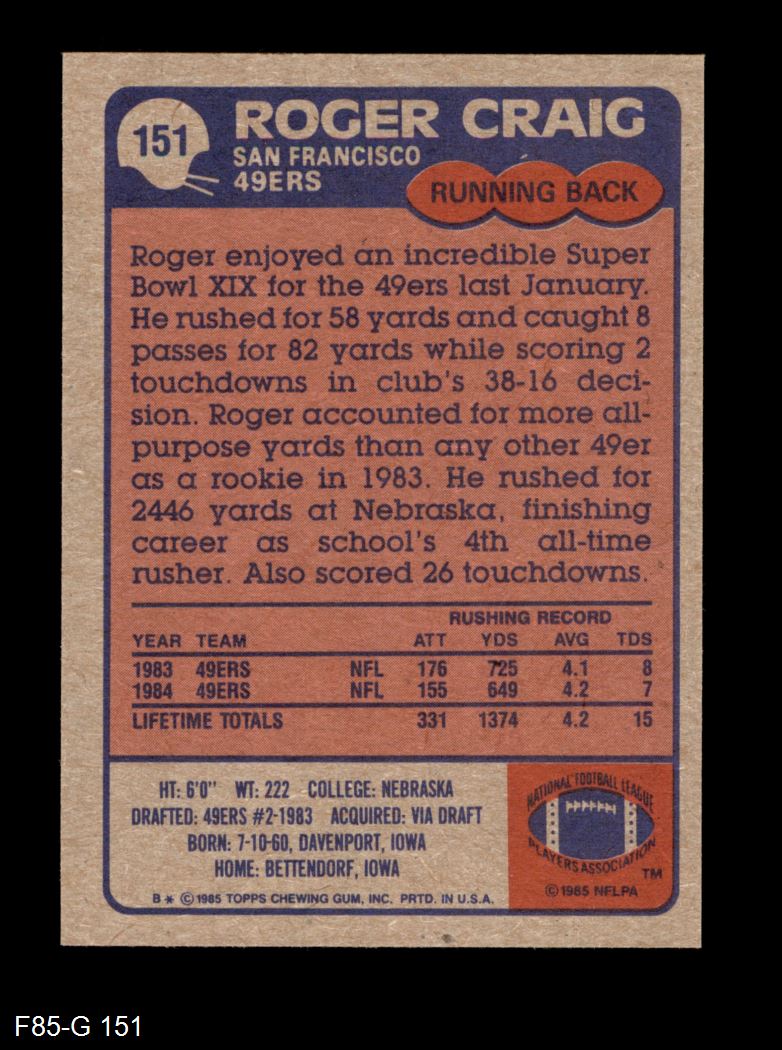 151
ROGER CRAIG
SAN FRANCISCO
49ERS
RUNNING BACK
Roger enjoyed an incredible Super
Bowl XIX for the 49ers last January.
He rushed for 58 yards and caught 8
passes for 82 yards while scoring 2
touchdowns in club's 38-16 deci-
sion. Roger accounted for more all-
purpose yards than any other 49er
as a rookie in 1983. He rushed for
2446 yards at Nebraska, finishing
career as school's 4th all-time
rusher. Also scored 26 touchdowns.
RUSHING RECORD
YEAR TEAM ATT YDS AVG TDS
1983 49ERS NFL 176 725 4.1 8
1984 49ERS NFL 155 649 4.2 7
LIFETIME TOTALS 331 1374 4.2 15
HT: 6'0" WT: 222 COLLEGE: NEBRASKA
DRAFTED: 49ERS #2-1983 ACQUIRED: VIA DRAFT
BORN: 7-10-60, DAVENPORT, IOWA
HOME: BETTENDORF, IOWA
B * © 1985 TOPPS CHEWING GUM, INC. PRTD. IN U.S.A.
NATIONAL FOOTBALL LEAGUE
PLAYERS ASSOCIATION
TM
© 1985 NFLPA
F85-G 151